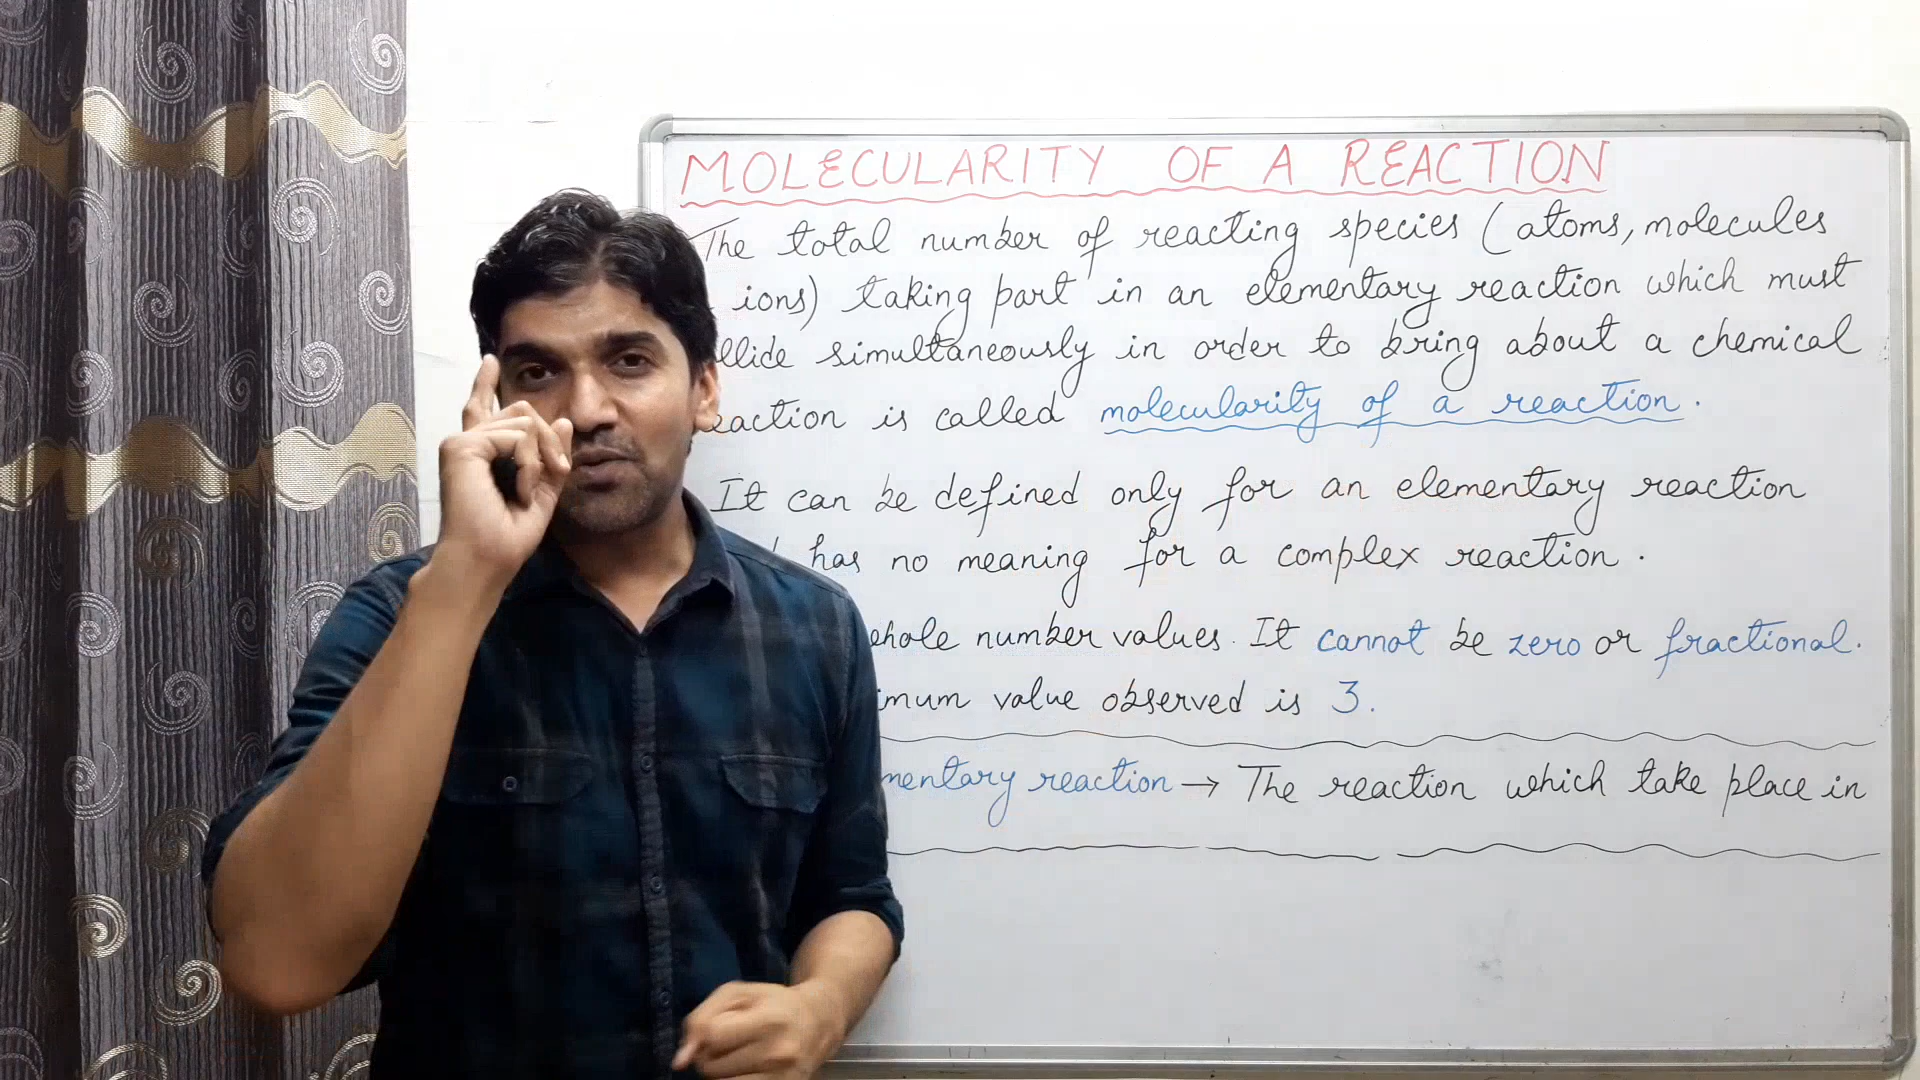 MOLECULARITY OF A REACTION
The total number of reacting species (atoms, molecules
ions) taking part in an elementary reaction which must
llide simultaneously in order to bring about a chemical
eaction is called molecularity of a reaction.
It can be defined only for an elementary reaction
has no meaning for a complex reaction.
whole number values. It cannot be zero or fractional.
imum value observed is 3.
mentary reaction → The reaction which take place in